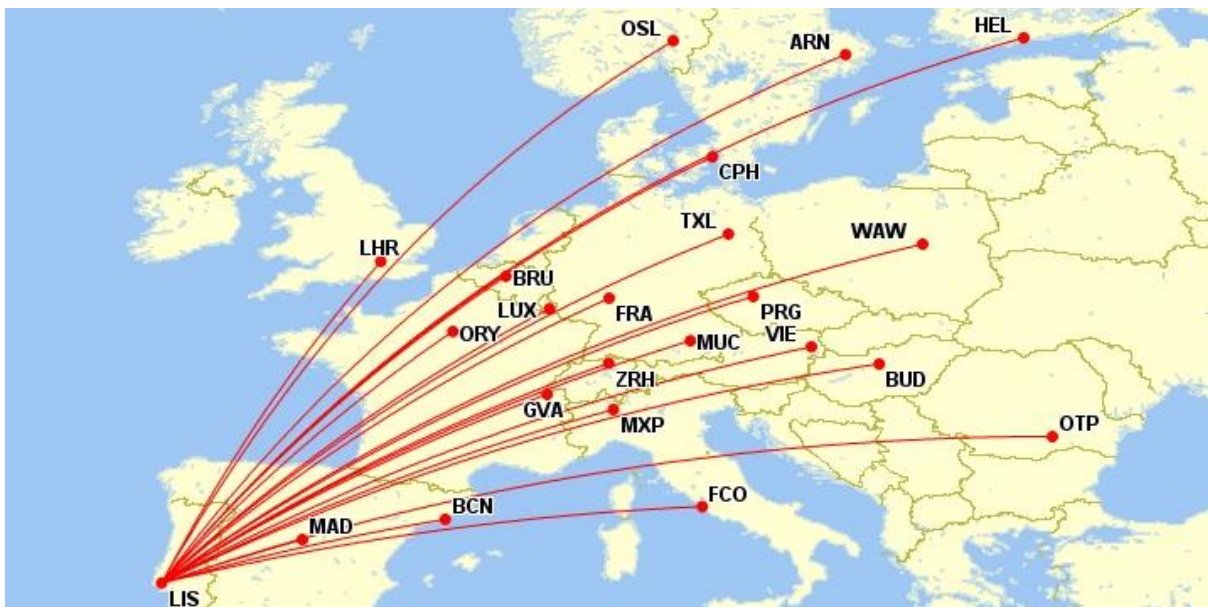 OSL
ARN
HEL
CPH
TXL
WAW
LHR
BRU
LUX
FRA
PRG
ORY
MUC
VIE
ZRH
BUD
GVA
MXP
OTP
FCO
BCN
MAD
LIS